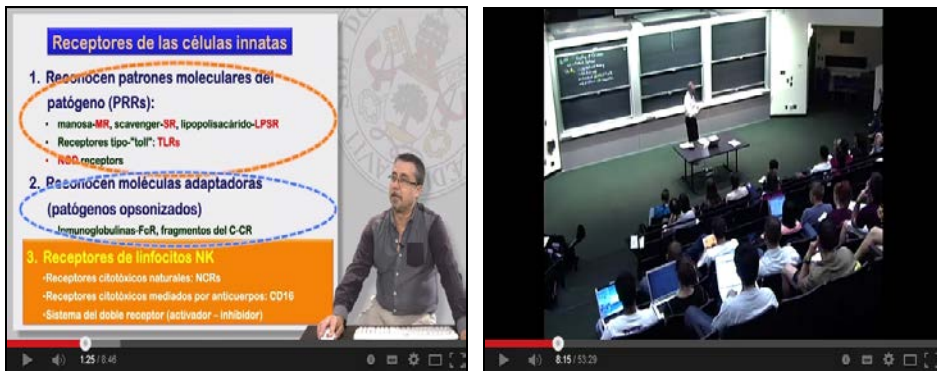 Receptores de las células innatas
1. Reconocen patrones moleculares del
patógeno (PRRs):
• manosa-MR, scavenger-SR, lipopolisacárido-LPSR
• Receptores tipo-"toll": TLRs
• receptors
2. Reconocen moléculas adaptadoras
(patógenos opsonizados)
Inmunoglobulinas-FcR, fragmentos del C-CR
3. Receptores de linfocitos NK
•Receptores citotóxicos naturales: NCRs
•Receptores citotóxicos mediados por anticuerpos: CD16
•Sistema del doble receptor (activador – inhibidor)
1:25 / 8:46
8:15 / 53:29